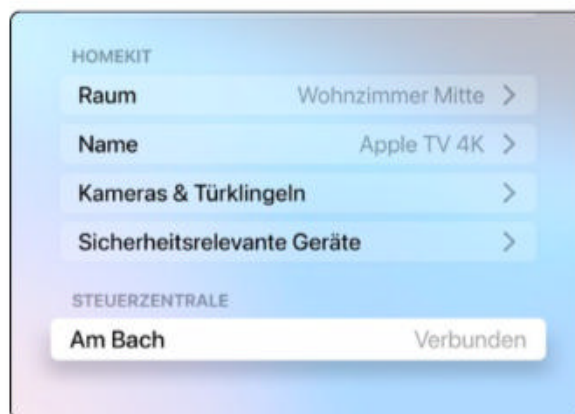 HOMEKIT
Raum Wohnzimmer Mitte
Name Apple TV 4K
Kameras & Türklingeln
Sicherheitsrelevante Geräte
STEUERZENTRALE
Am Bach Verbunden